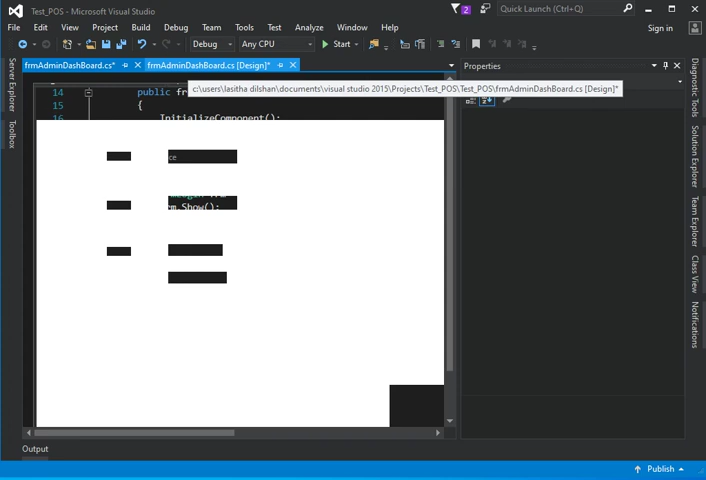 Test_POS - Microsoft Visual Studio
2
Quick Launch (Ctrl+Q)
File Edit View Project Build Debug Team Tools Test Analyze Window Help
Sign in
Debug
Any CPU
Start
frmAdminDashBoard.cs*
frmAdminDashBoard.cs [Design]*
Properties
c:\users\lasitha dilshan\documents\visual studio 2015\Projects\Test_POS\Test_POS\frmAdminDashBoard.cs [Design]*
14 public
15 {
16 InitializeComponent();
ce
.Show();
Server Explorer
Toolbox
Diagnostic Tools
Solution Explorer
Team Explorer
Class View
Notifications
Output
Publish